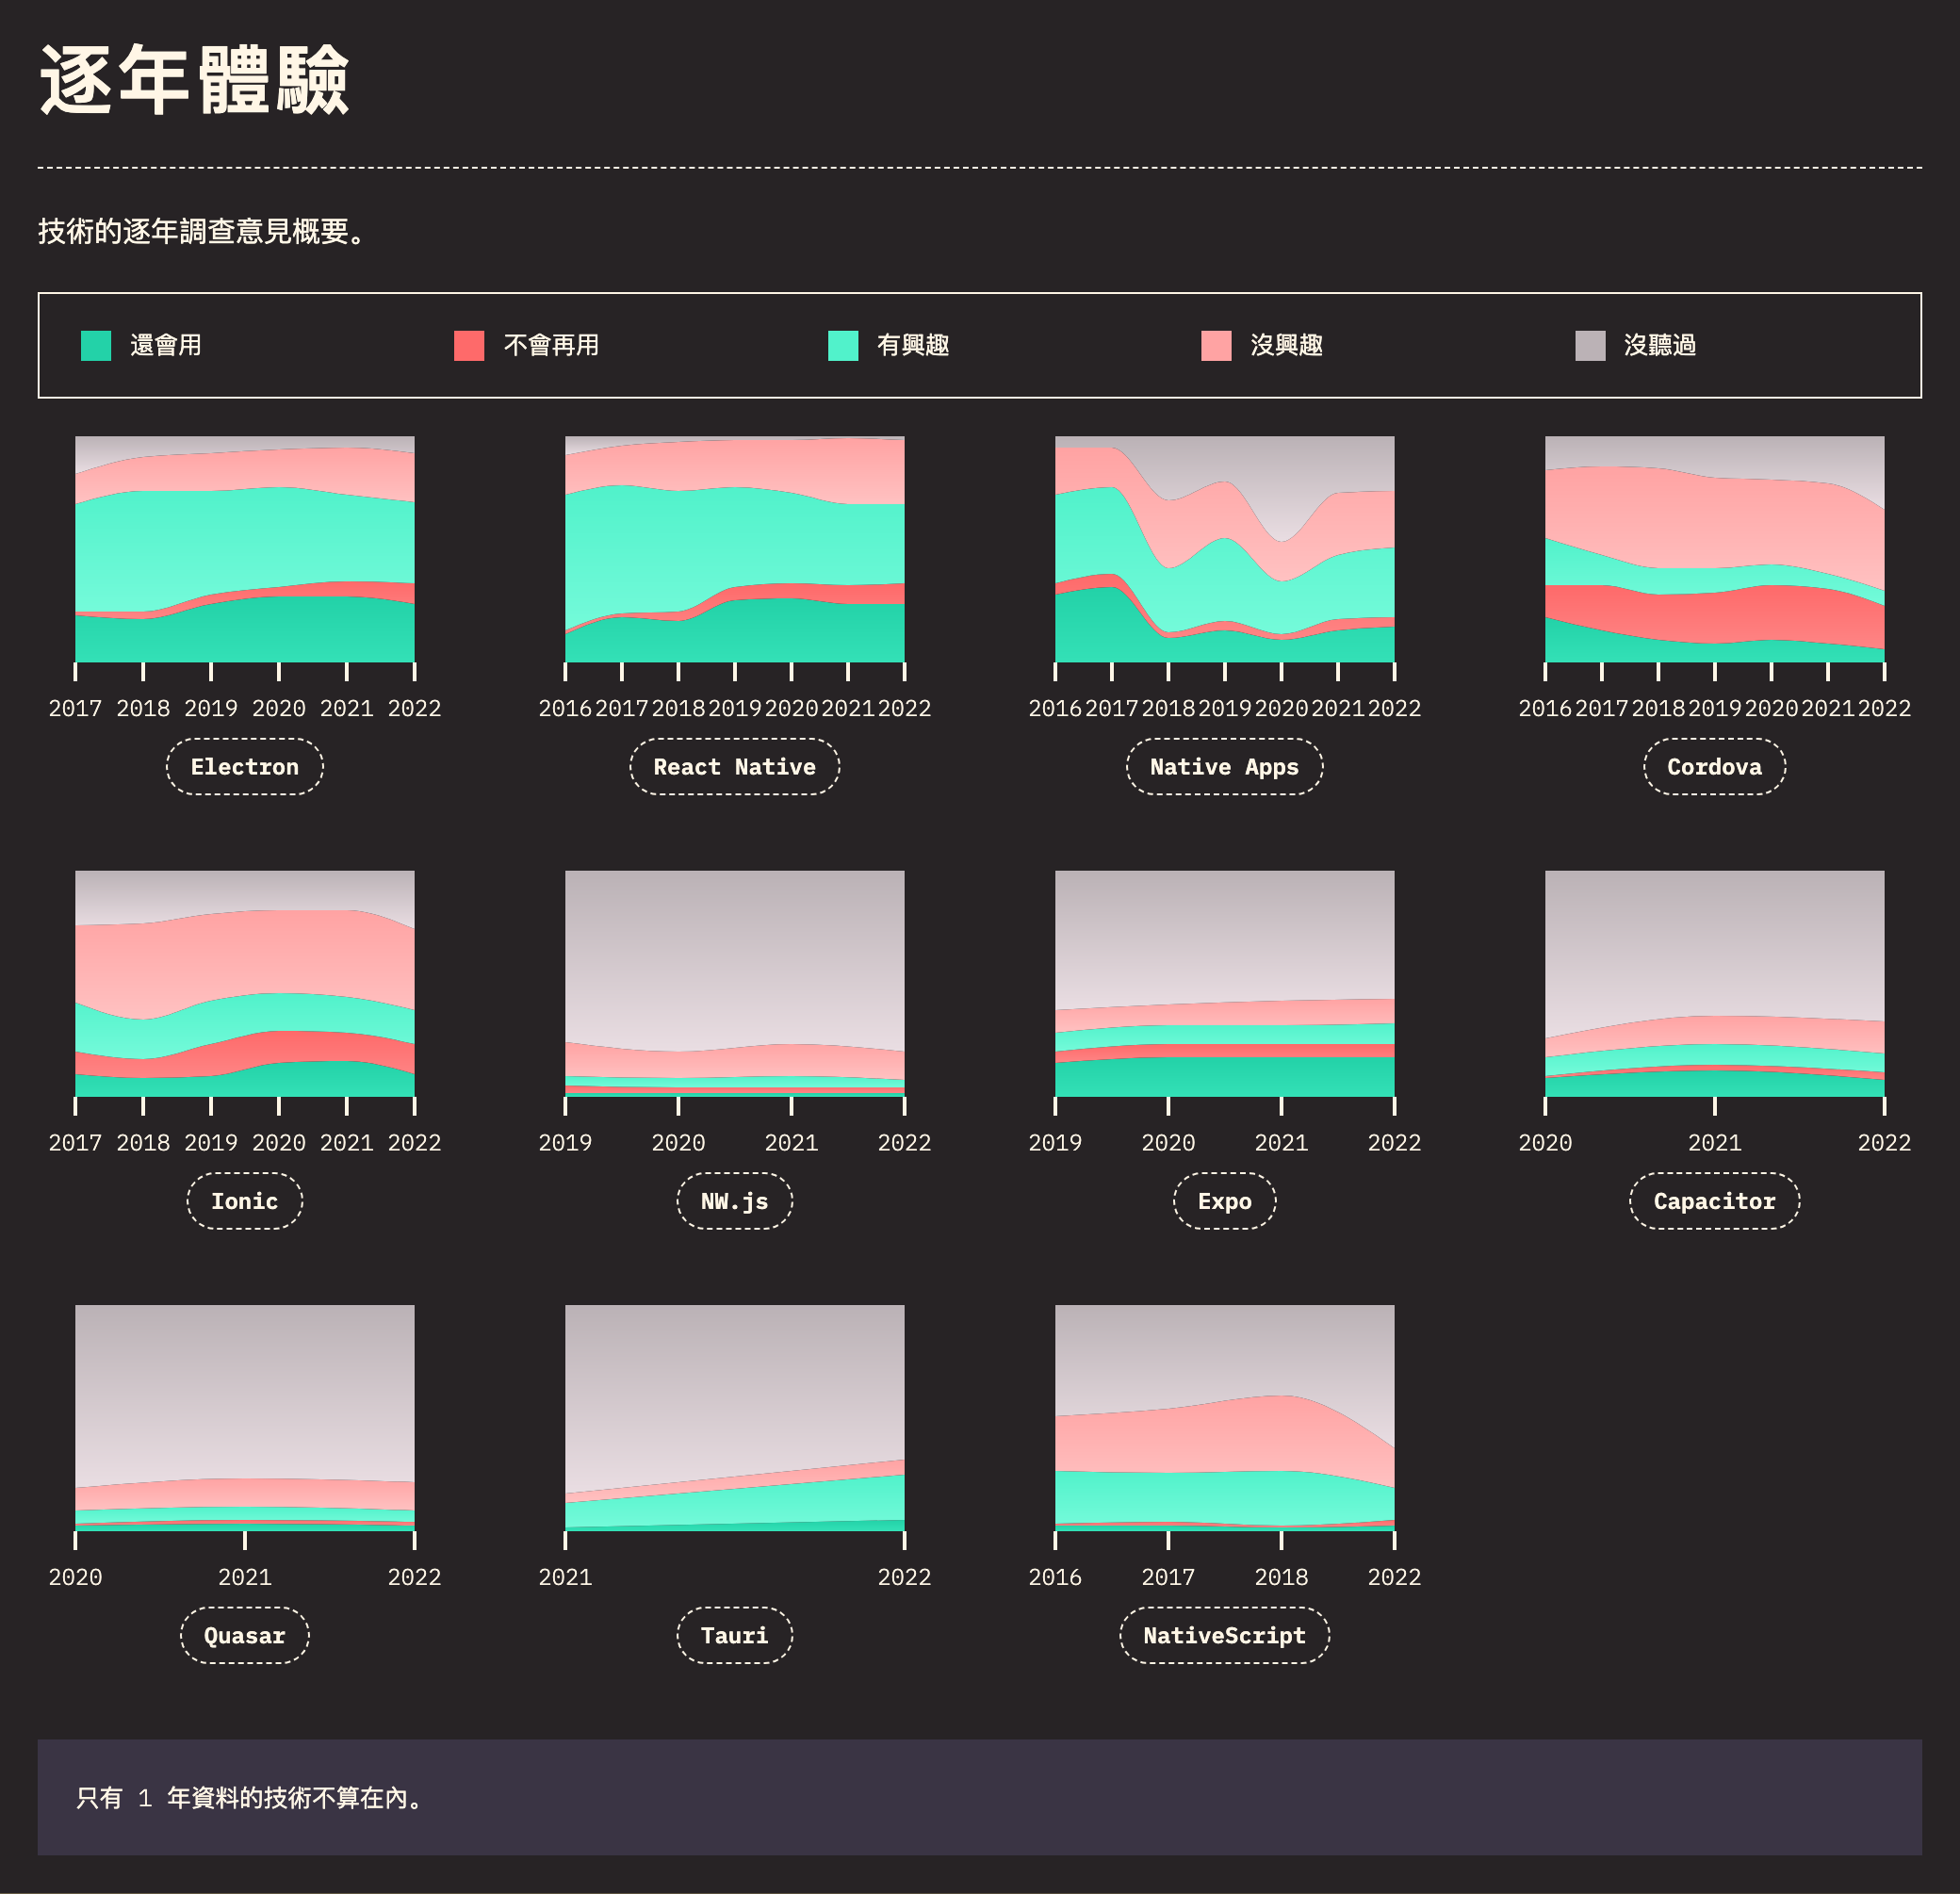 逐年體驗
技術的逐年調查意見概要。
還會用 不會再用 有興趣 沒興趣 沒聽過
2017 2018 2019 2020 2021 2022
Electron
2016 2017 2018 2019 2020 2021 2022
React Native
2016 2017 2018 2019 2020 2021 2022
Native Apps
2016 2017 2018 2019 2020 2021 2022
Cordova
2017 2018 2019 2020 2021 2022
Ionic
2019 2020 2021 2022
NW.js
2019 2020 2021 2022
Expo
2020 2021 2022
Capacitor
2020 2021 2022
Quasar
2021 2022
Tauri
2016 2017 2018 2022
NativeScript
只有 1 年資料的技術不算在內。